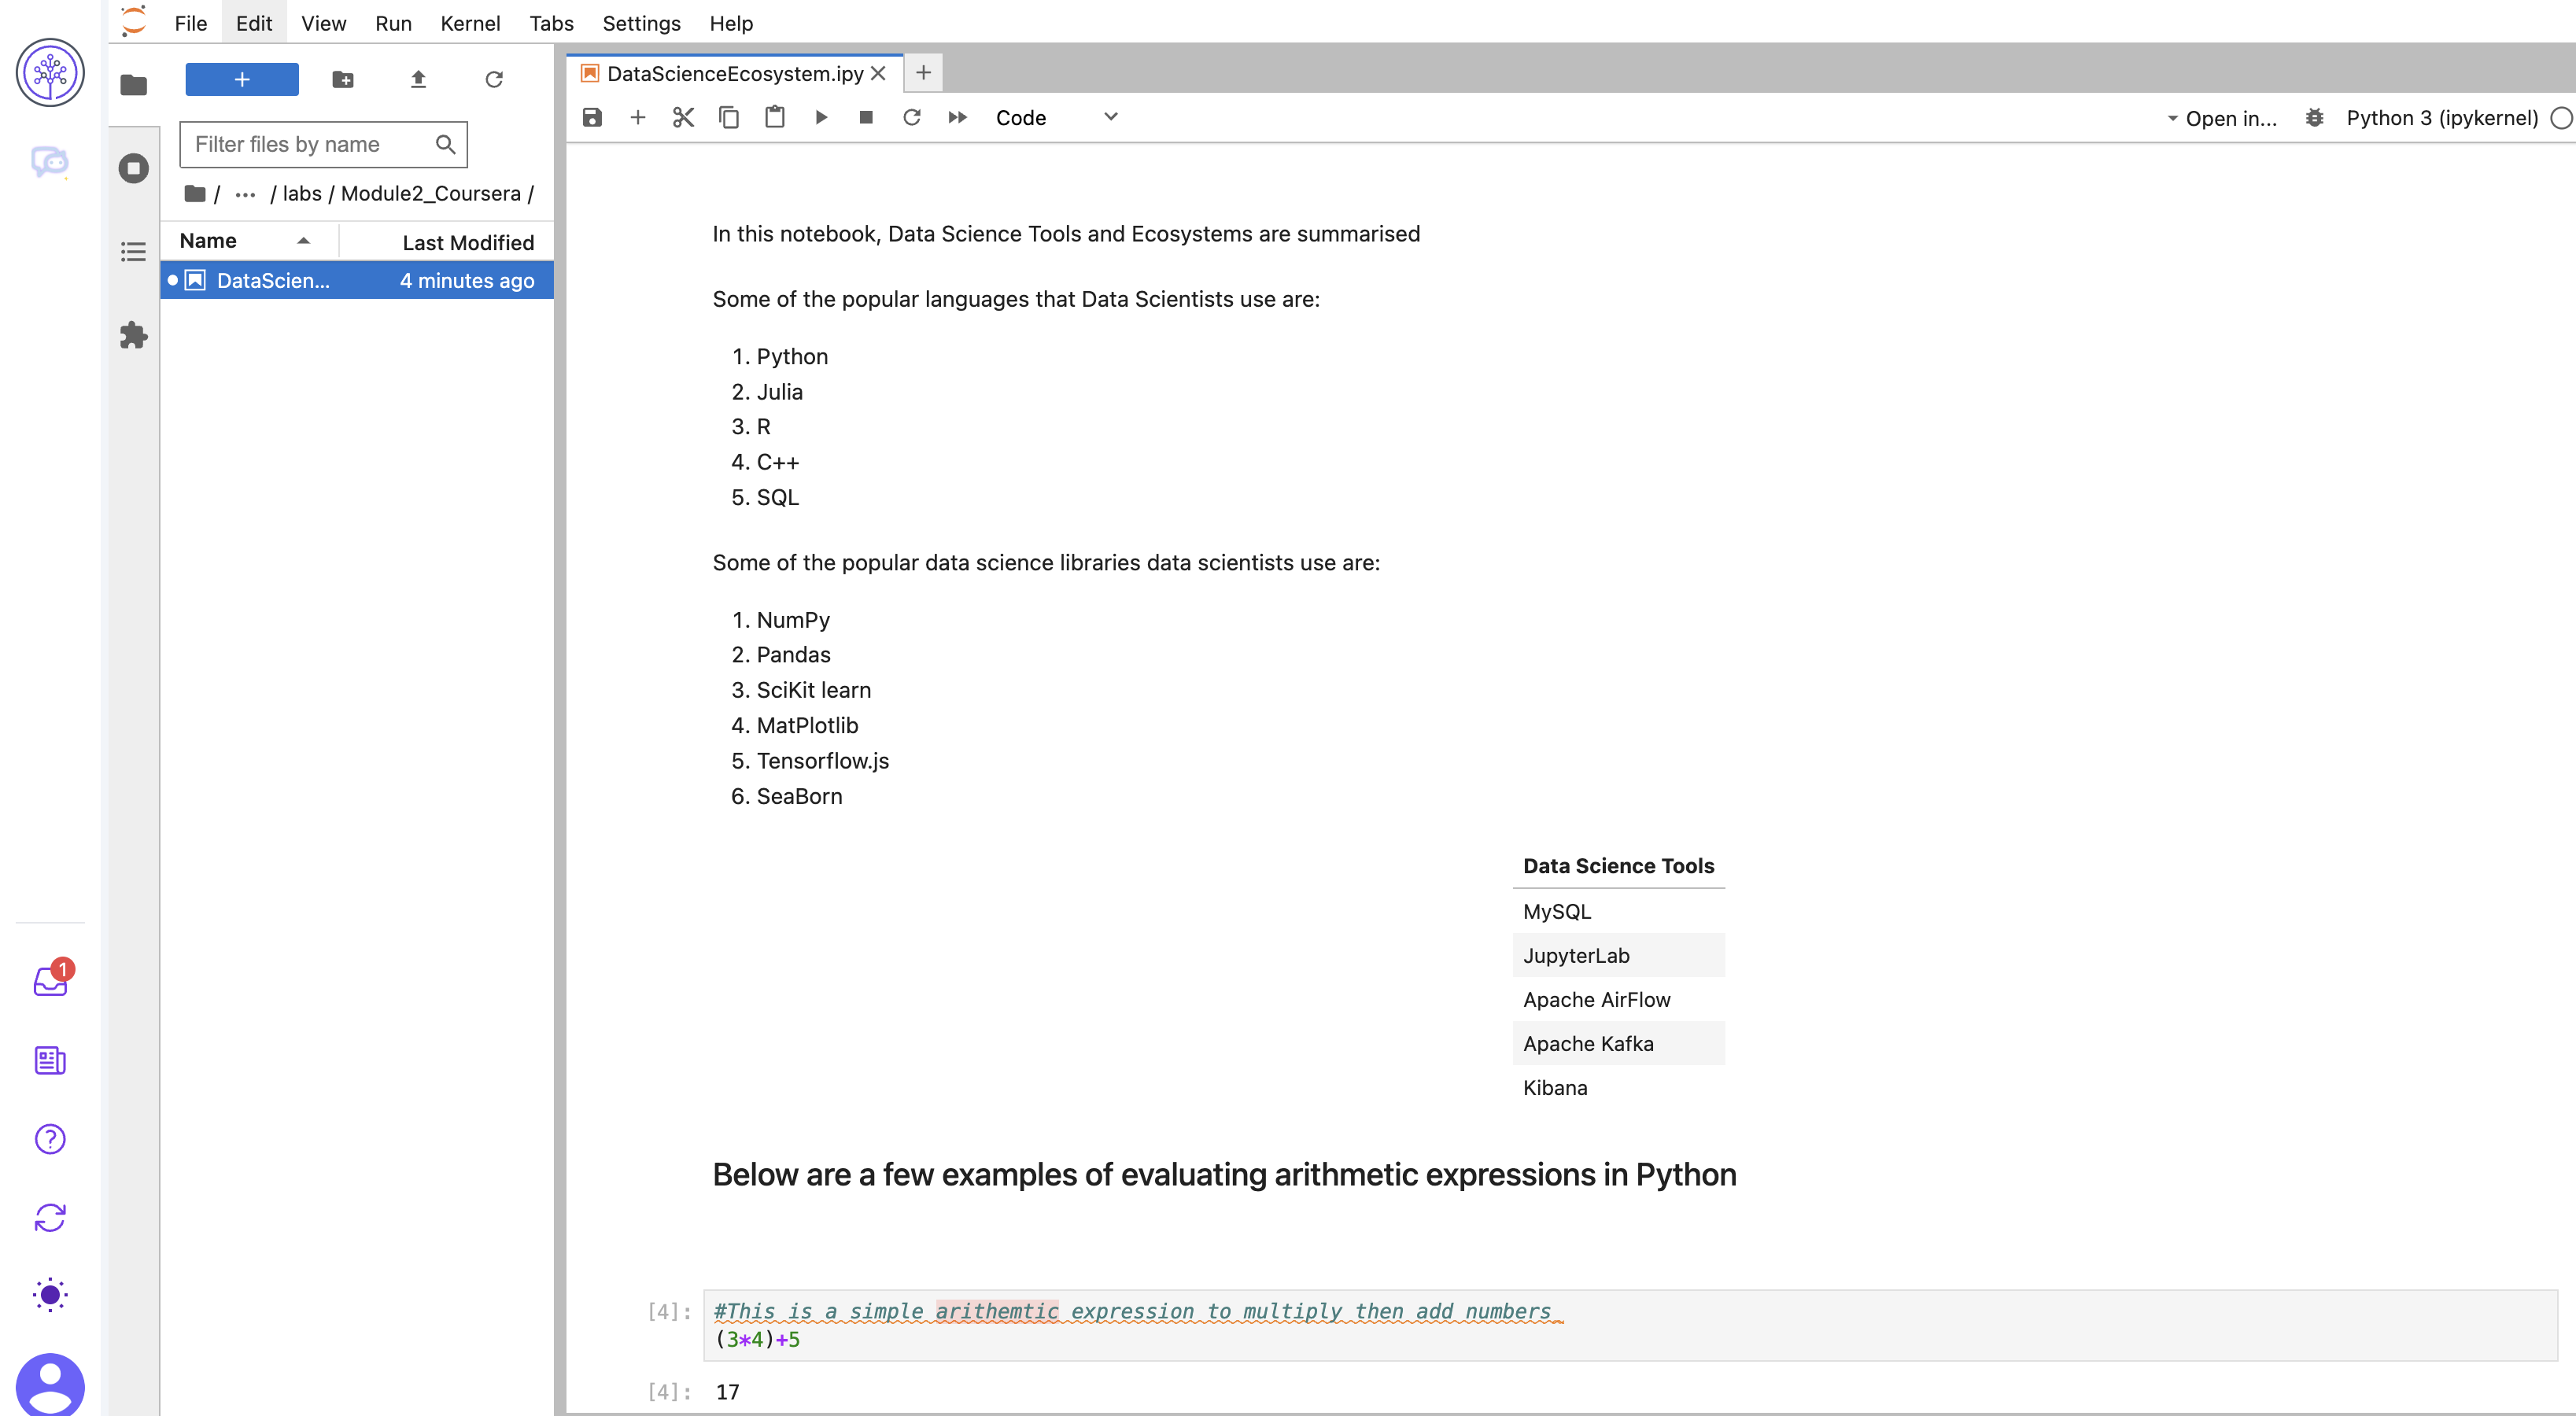 File Edit View Run Kernel Tabs Settings Help
+
Filter files by name
/ ... / labs / Module2_Coursera /
Name Last Modified
DataScien... 4 minutes ago
DataScienceEcosystem.ipy
Code
Open in...
Python 3 (ipykernel)
In this notebook, Data Science Tools and Ecosystems are summarised
Some of the popular languages that Data Scientists use are:
1. Python
2. Julia
3. R
4. C++
5. SQL
Some of the popular data science libraries data scientists use are:
1. NumPy
2. Pandas
3. SciKit learn
4. MatPlotlib
5. Tensorflow.js
6. SeaBorn
Data Science Tools
MySQL
JupyterLab
Apache AirFlow
Apache Kafka
Kibana
Below are a few examples of evaluating arithmetic expressions in Python
[4]: #This is a simple arithemtic expression to multiply then add numbers
(3*4)+5
[4]: 17
1